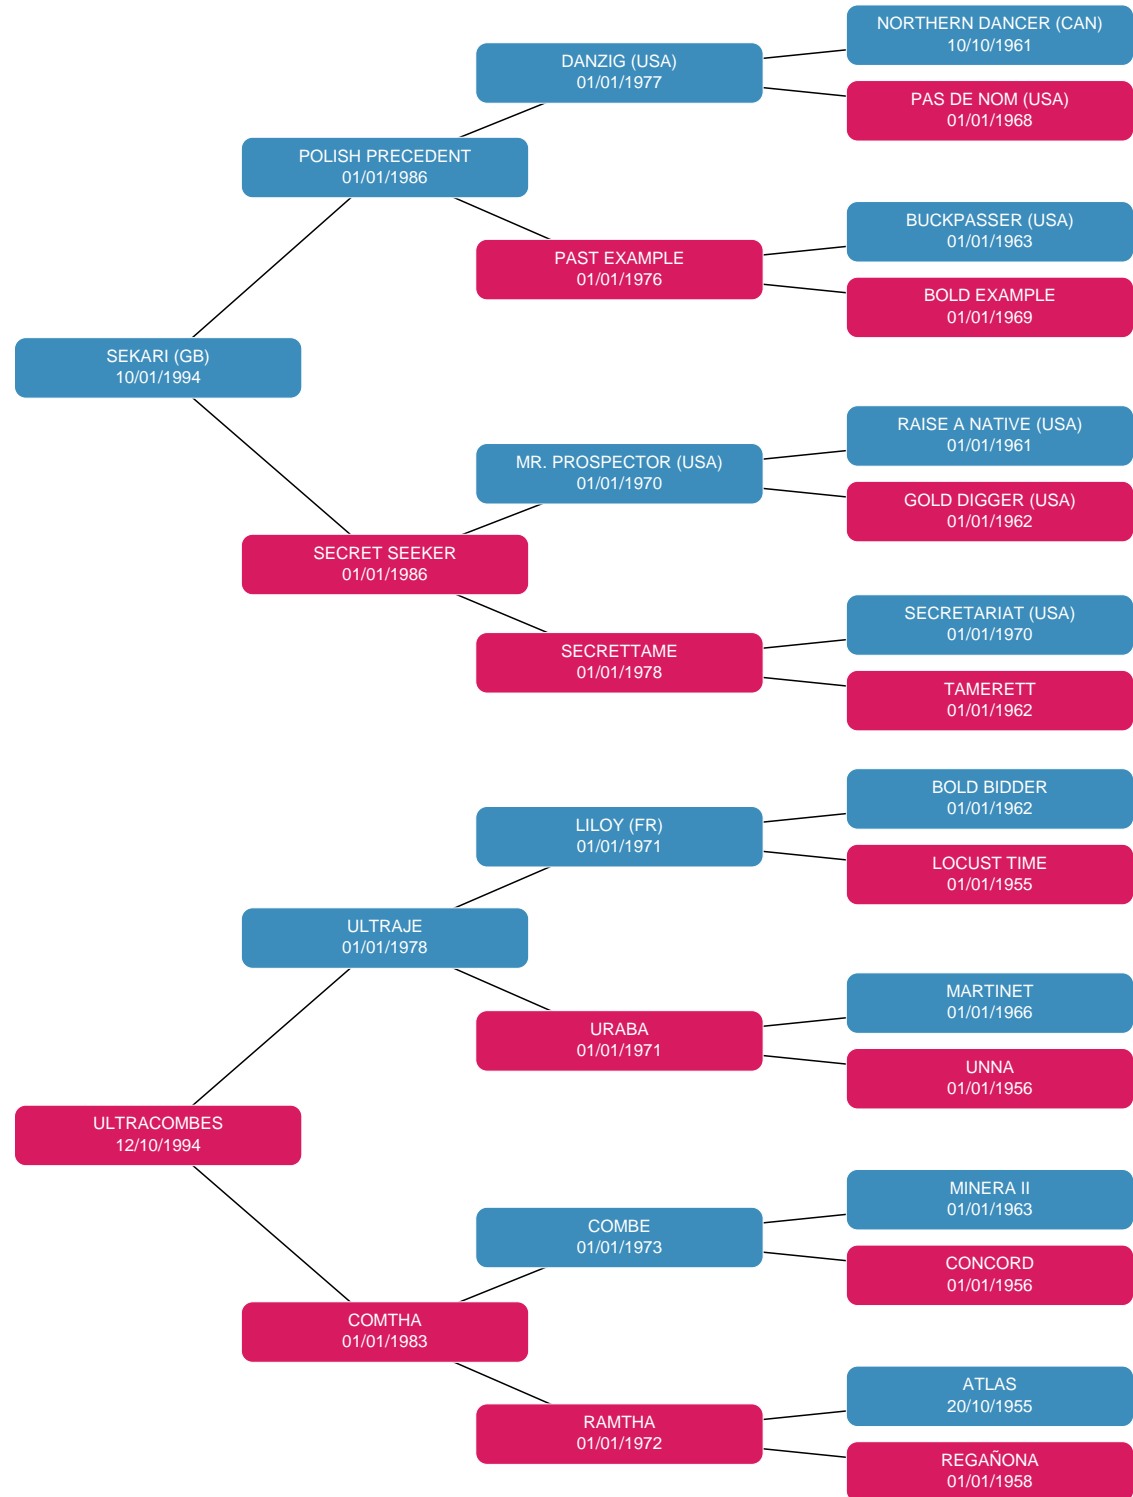 NORTHERN DANCER (CAN)
10/10/1961
DANZIG (USA)
01/01/1977
PAS DE NOM (USA)
01/01/1968
POLISH PRECEDENT
01/01/1986
BUCKPASSER (USA)
01/01/1963
PAST EXAMPLE
01/01/1976
BOLD EXAMPLE
01/01/1969
SEKARI (GB)
10/01/1994
RAISE A NATIVE (USA)
01/01/1961
MR. PROSPECTOR (USA)
01/01/1970
GOLD DIGGER (USA)
01/01/1962
SECRET SEEKER
01/01/1986
SECRETARIAT (USA)
01/01/1970
SECRETTAME
01/01/1978
TAMERETT
01/01/1962
BOLD BIDDER
01/01/1962
LILOY (FR)
01/01/1971
LOCUST TIME
01/01/1955
ULTRAJE
01/01/1978
MARTINET
01/01/1966
URABA
01/01/1971
UNNA
01/01/1956
ULTRACOMBES
12/10/1994
MINERA II
01/01/1963
COMBE
01/01/1973
CONCORD
01/01/1956
COMTHA
01/01/1983
ATLAS
20/10/1955
RAMTHA
01/01/1972
REGAÑONA
01/01/1958